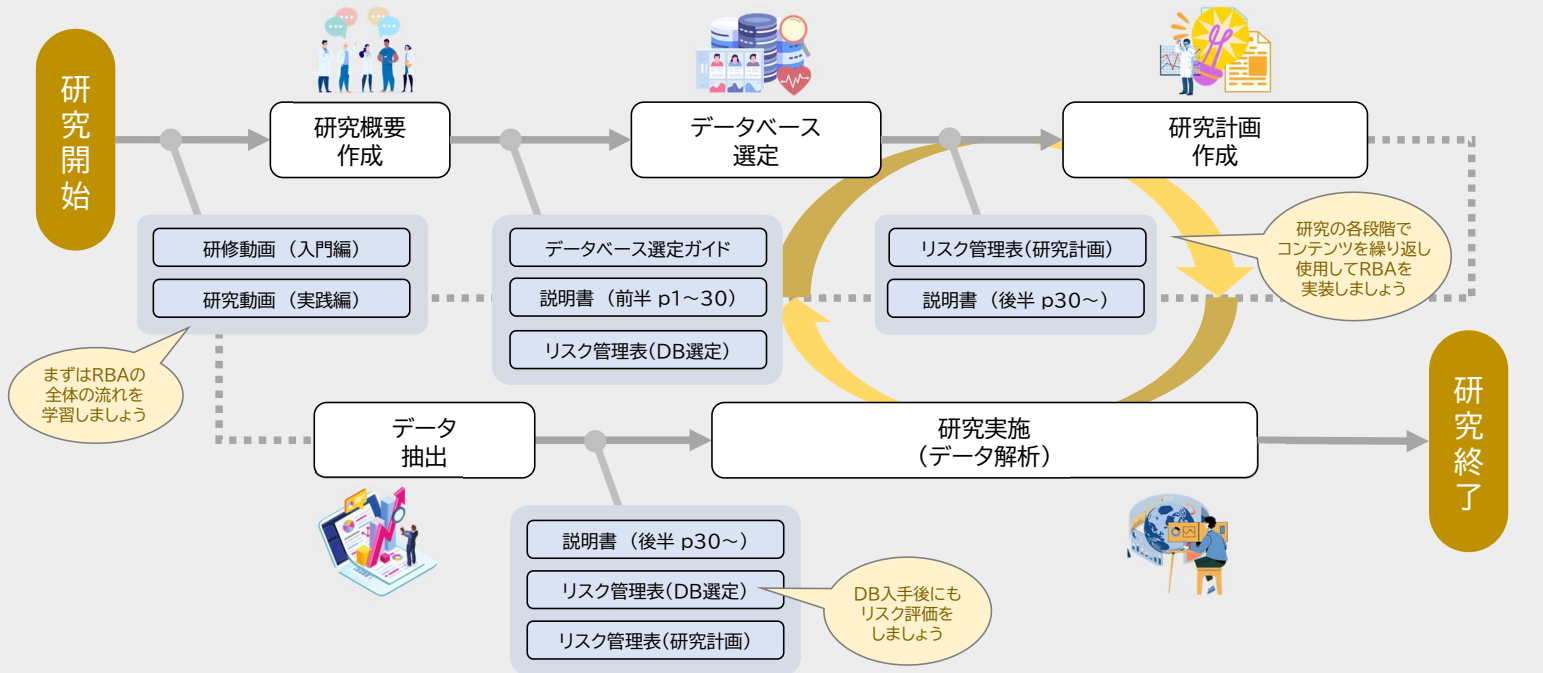 研究開始
研究概要
作成
データベース
選定
研究計画
作成
研修動画（入門編）
研究動画（実践編）
まずはRBAの
全体の流れを
学習しましょう
データベース選定ガイド
説明書（前半 p1～30）
リスク管理表(DB選定)
リスク管理表(研究計画)
説明書（後半 p30～）
研究の各段階で
コンテンツを繰り返し
使用してRBAを
実装しましょう
データ
抽出
研究実施
（データ解析）
研究終了
説明書（後半 p30～）
リスク管理表(DB選定)
リスク管理表(研究計画)
DB入手後にも
リスク評価を
しましょう